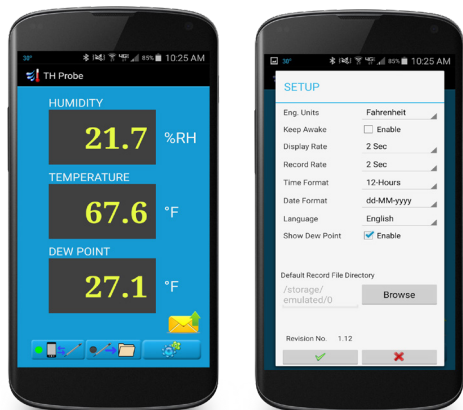 30° 85% 10:25 AM
TH Probe
HUMIDITY
21.7 %RH
TEMPERATURE
67.6 °F
DEW POINT
27.1 °F
30° 85% 10:25 AM
SETUP
Eng. Units Fahrenheit
Keep Awake Enable
Display Rate 2 Sec
Record Rate 2 Sec
Time Format 12-Hours
Date Format dd-MM-yyyy
Language English
Show Dew Point Enable
Default Record File Directory
/storage/
emulated/0 Browse
Revision No. 1.12